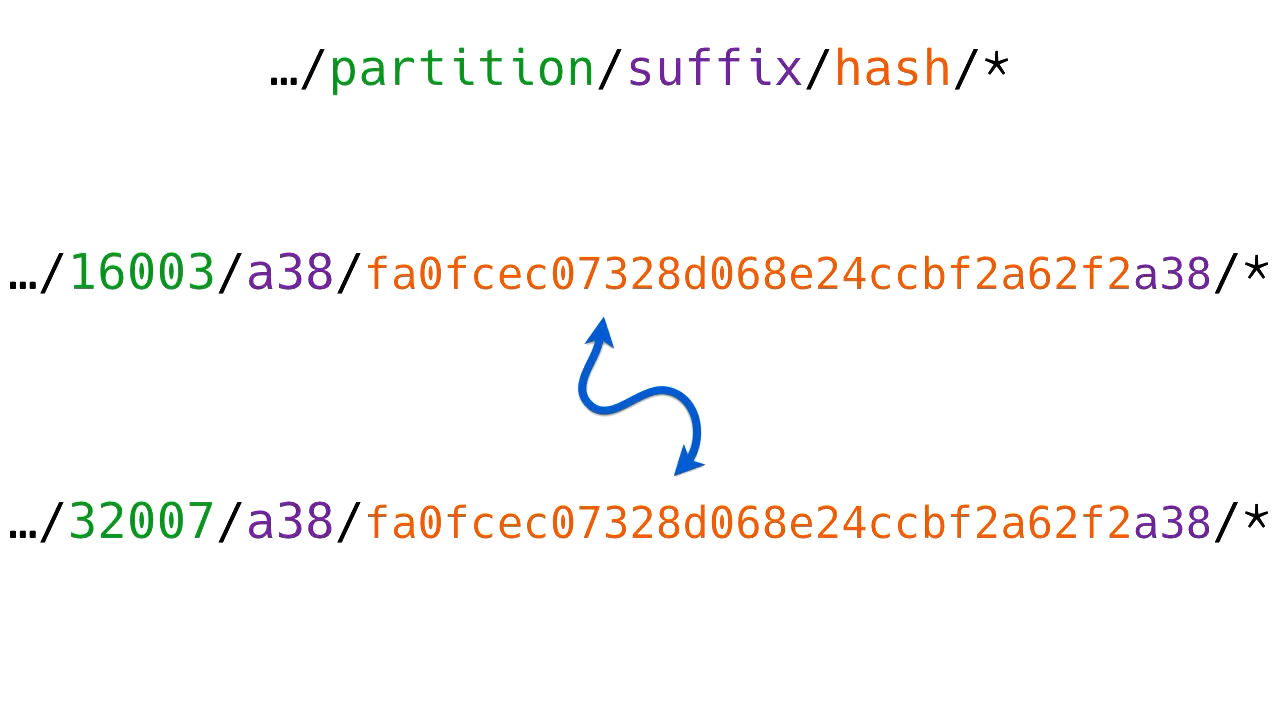 …/partition/suffix/hash/*
…/16003/a38/fa0fcec07328d068e24ccbf2a62f2a38/*
…/32007/a38/fa0fcec07328d068e24ccbf2a62f2a38/*